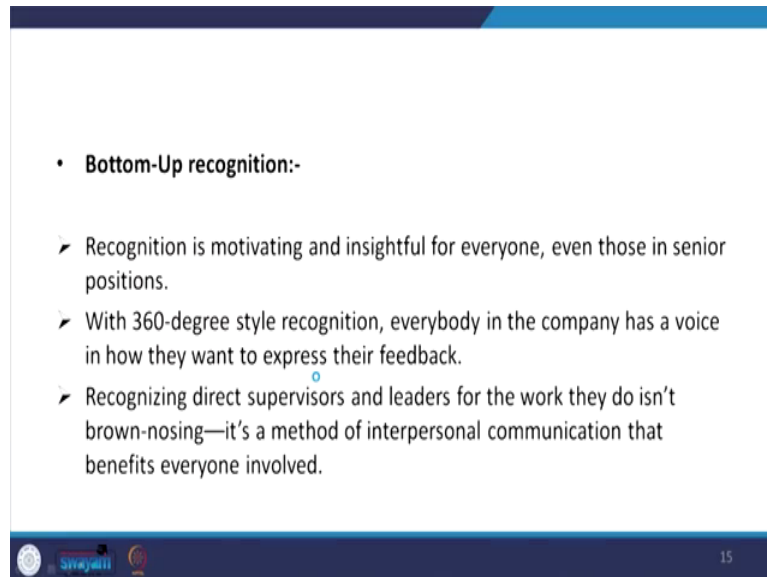 • Bottom-Up recognition:-
➤ Recognition is motivating and insightful for everyone, even those in senior
positions.
➤ With 360-degree style recognition, everybody in the company has a voice
in how they want to express their feedback.
➤ Recognizing direct supervisors and leaders for the work they do isn't
brown-nosing—it's a method of interpersonal communication that
benefits everyone involved.
swayam
15